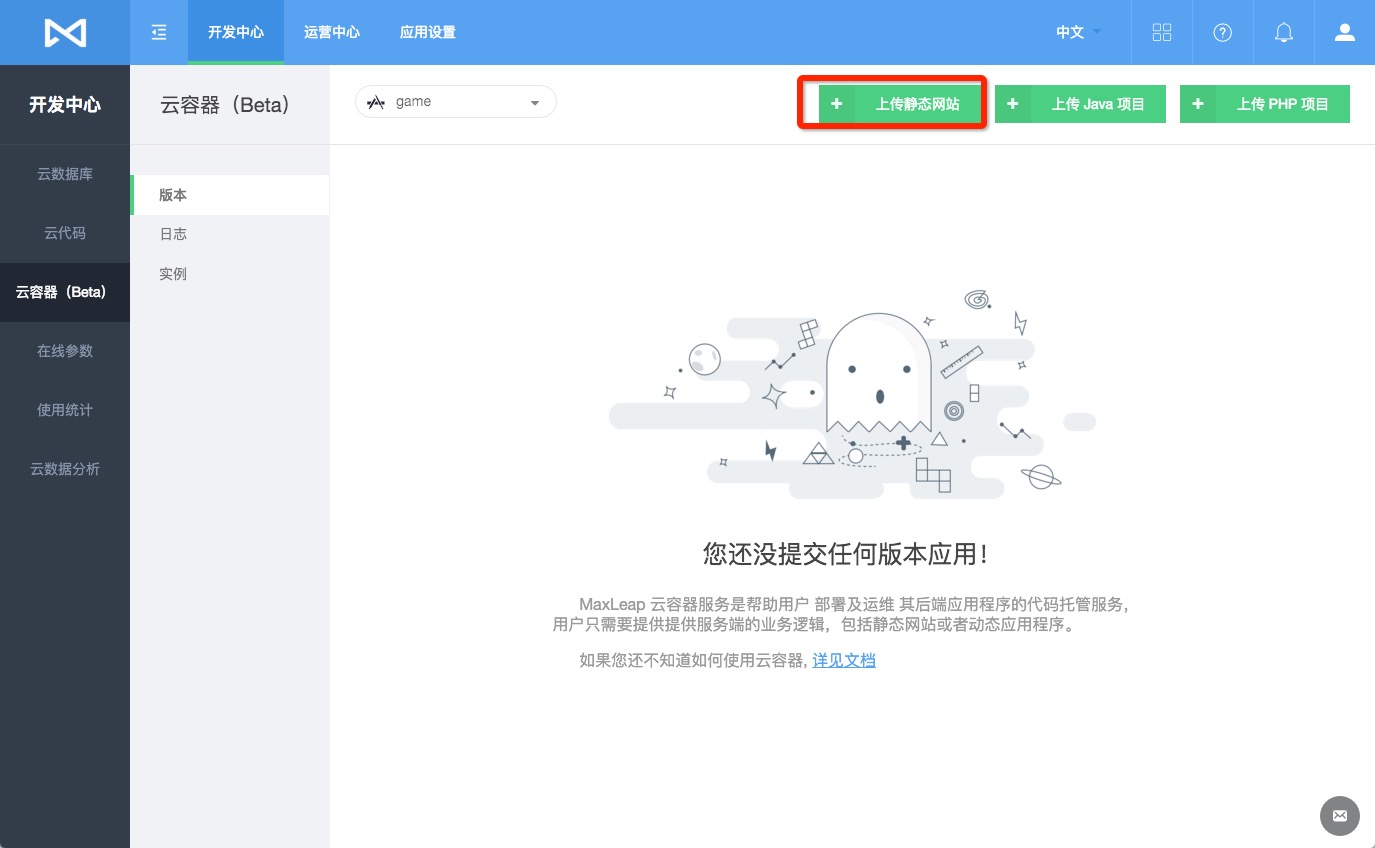 开发中心
运营中心
应用设置
中文
开发中心
云数据库
云代码
云容器（Beta）
在线参数
使用统计
云数据分析
云容器（Beta）
版本
日志
实例
game
上传静态网站
上传 Java 项目
上传 PHP 项目
您还没提交任何版本应用！
MaxLeap 云容器服务是帮助用户 部署及运维 其后端应用程序的代码托管服务，
用户只需要提供提供服务端的业务逻辑，包括静态网站或者动态应用程序。
如果您还不知道如何使用云容器, 详见文档